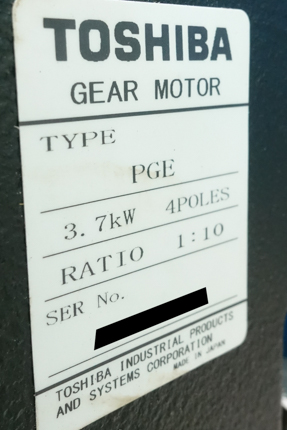 TOSHIBA
GEAR MOTOR
TYPE
PGE
3.7kW 4POLES
RATIO 1:10
SER No.
TOSHIBA INDUSTRIAL PRODUCTS
AND SYSTEMS CORPORATION
MADE IN JAPAN